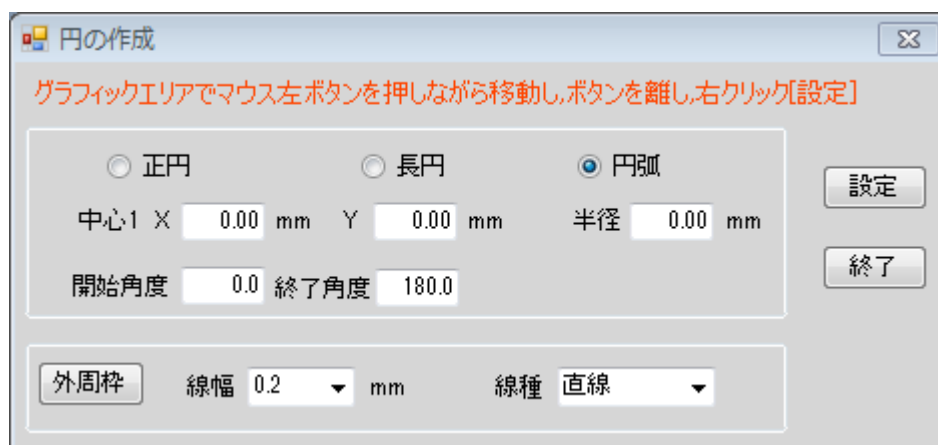 円の作成
グラフィックエリアでマウス左ボタンを押しながら移動し,ボタンを離し,右クリック[設定]
正円 長円 円弧
設定
中心1 X 0.00 mm Y 0.00 mm 半径 0.00 mm
終了
開始角度 0.0 終了角度 180.0
外周枠 線幅 0.2 mm 線種 直線